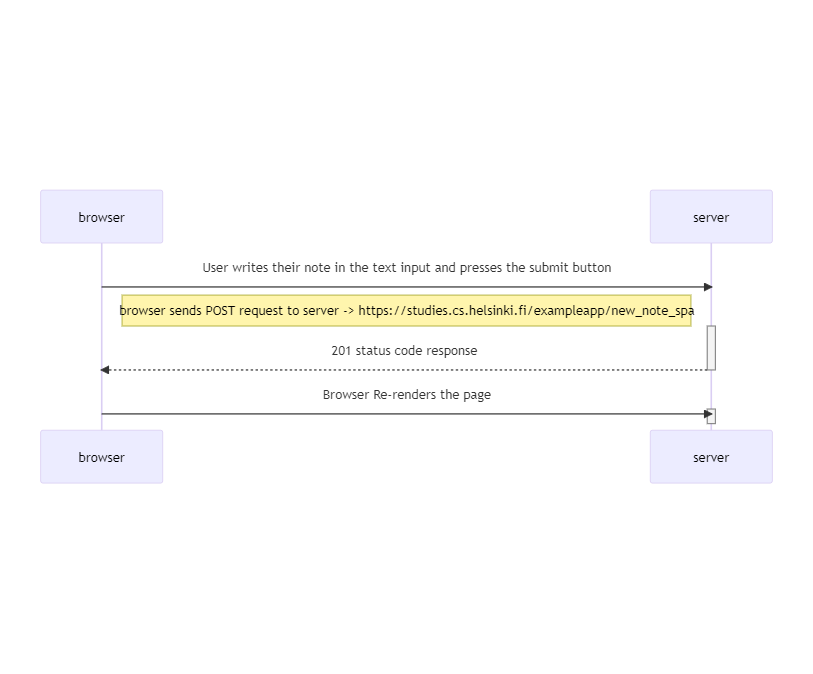 browser
server
User writes their note in the text input and presses the submit button
browser sends POST request to server -> https://studies.cs.helsinki.fi/exampleapp/new_note_spa
201 status code response
Browser Re-renders the page
browser
server